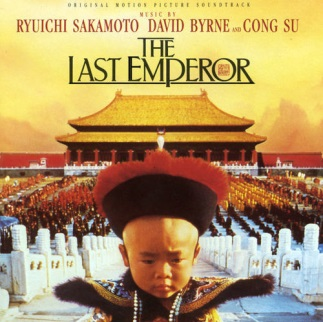 ORIGINAL MOTION PICTURE SOUNDTRACK
MUSIC BY
RYUICHI SAKAMOTO DAVID BYRNE AND CONG SU
THE
LAST EMPEROR